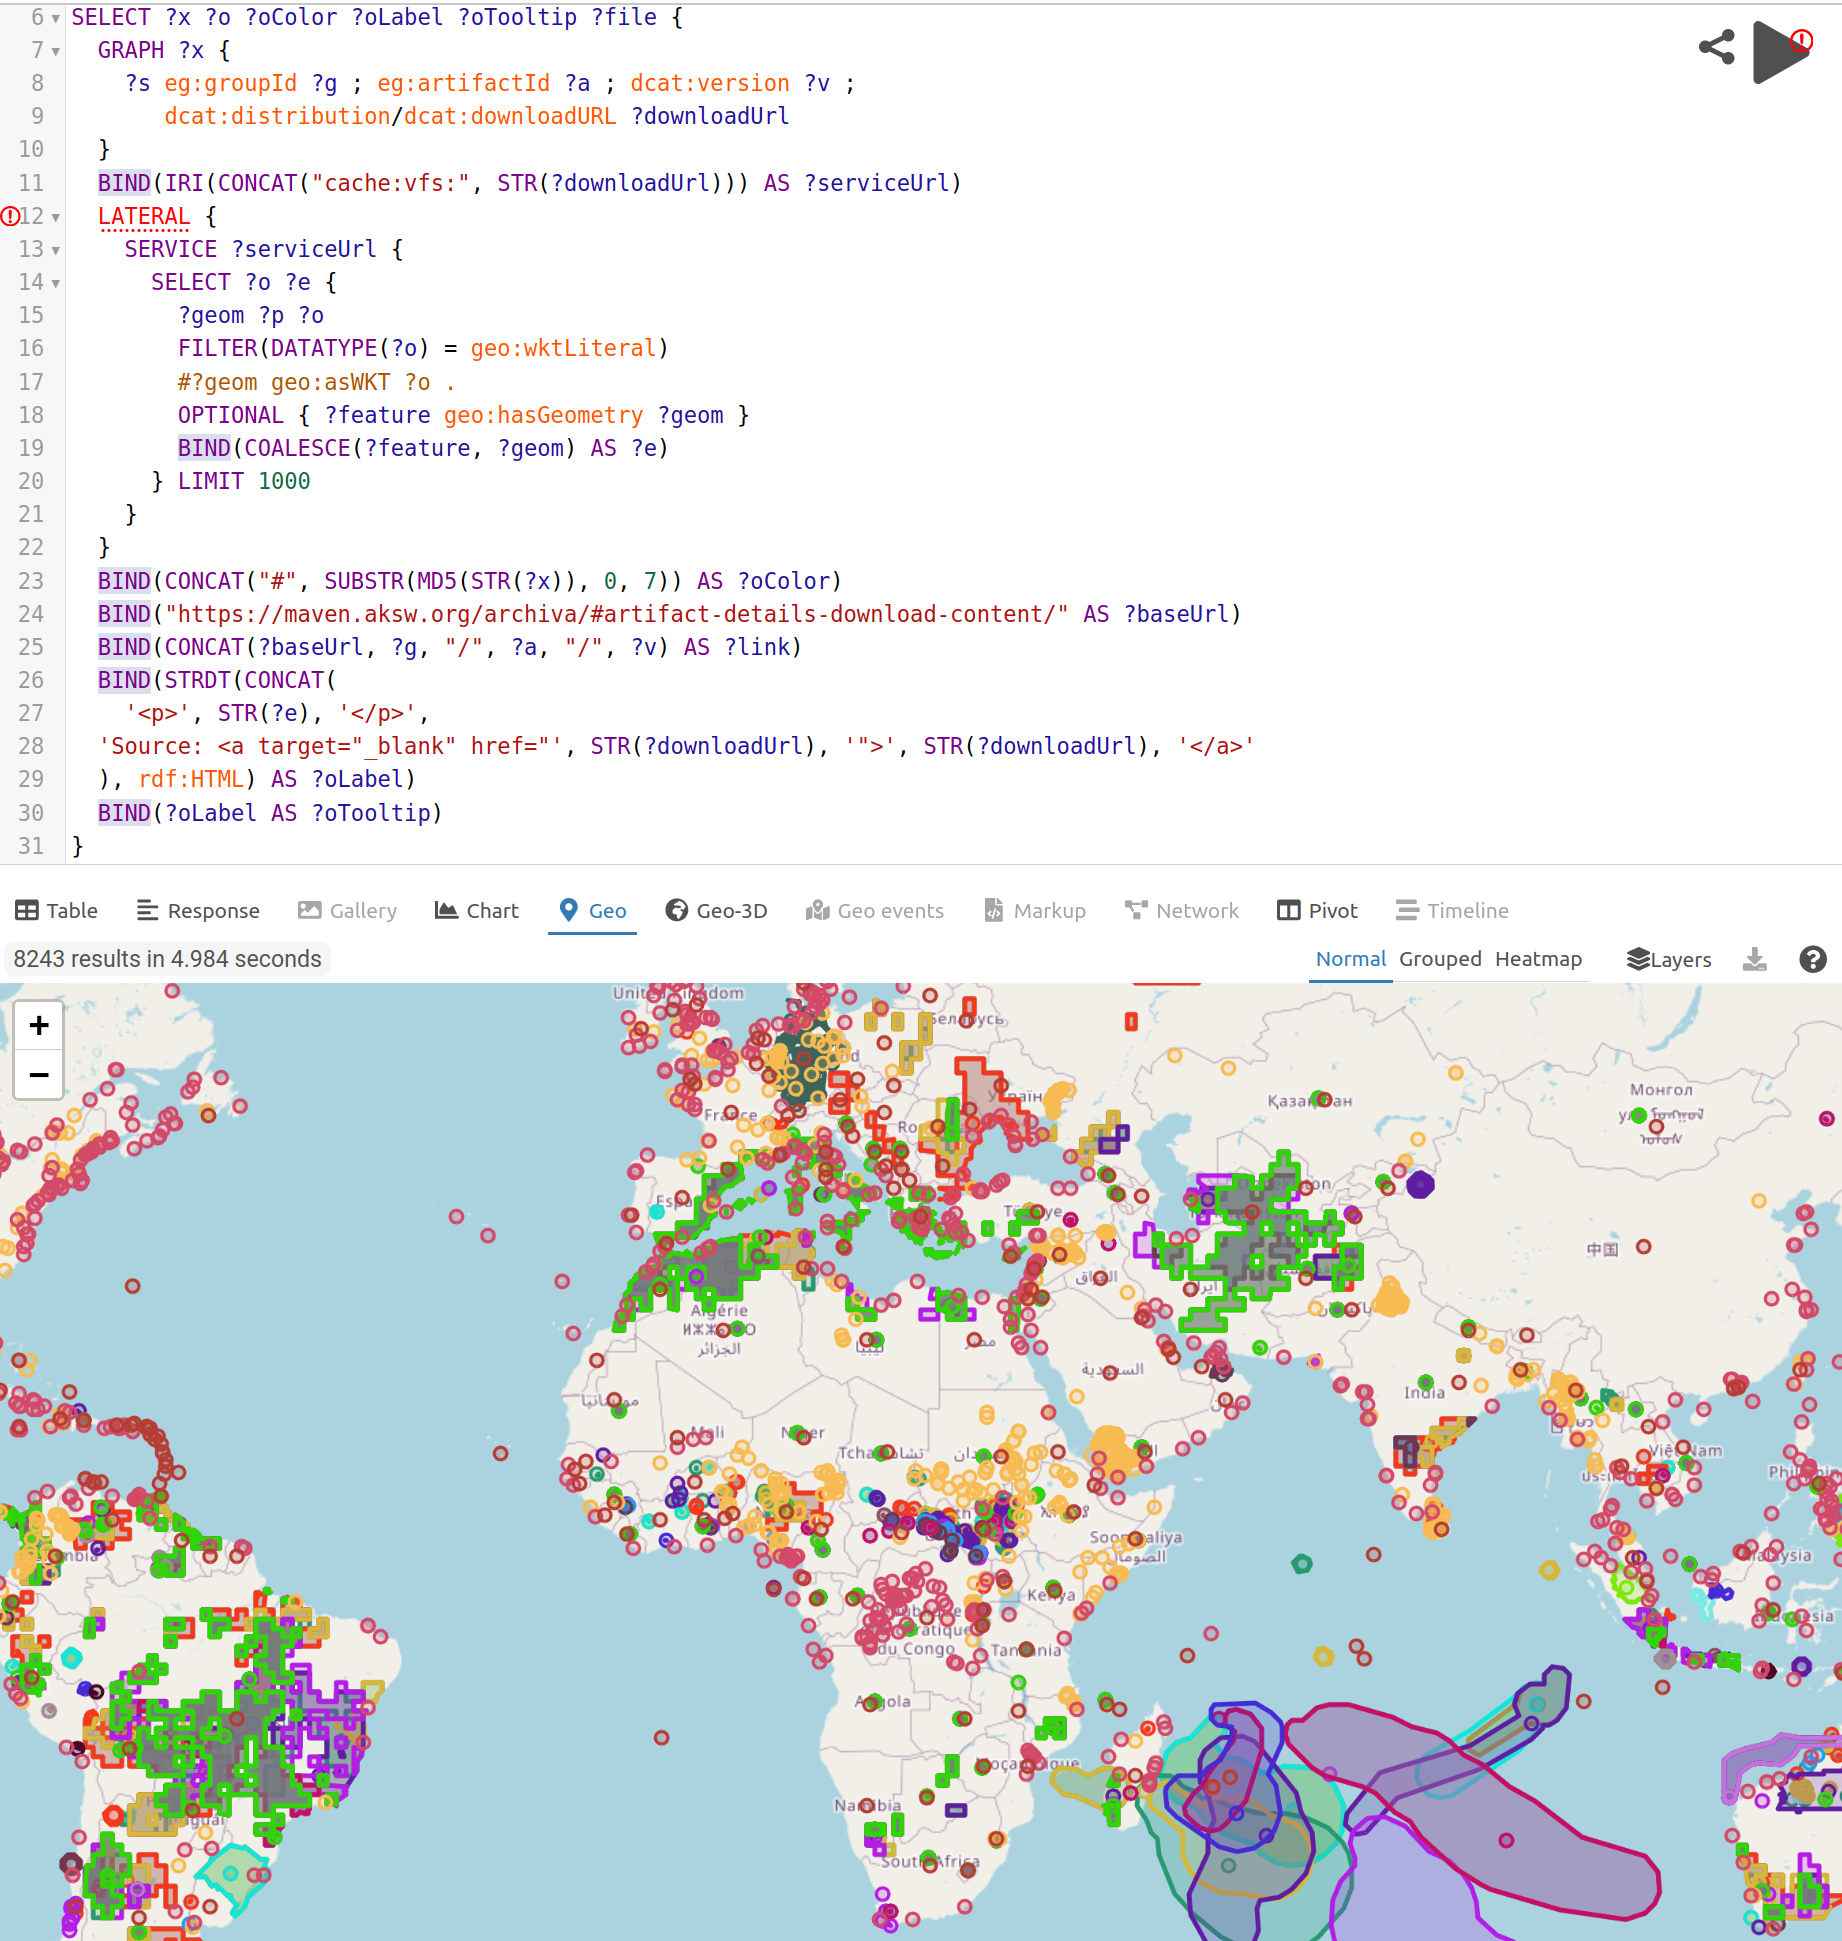 6 SELECT ?x ?o ?oColor ?oLabel ?oTooltip ?file {
7 GRAPH ?x {
8 ?s eg:groupId ?g ; eg:artifactId ?a ; dcat:version ?v ;
9 dcat:distribution/dcat:downloadURL ?downloadUrl
10 }
11 BIND(IRI(CONCAT("cache:vfs:", STR(?downloadUrl))) AS ?serviceUrl)
12 LATERAL {
13 SERVICE ?serviceUrl {
14 SELECT ?o ?e {
15 ?geom ?p ?o
16 FILTER(DATATYPE(?o) = geo:wktLiteral)
17 #?geom geo:asWKT ?o .
18 OPTIONAL { ?feature geo:hasGeometry ?geom }
19 BIND(COALESCE(?feature, ?geom) AS ?e)
20 } LIMIT 1000
21 }
22 }
23 BIND(CONCAT("#", SUBSTR(MD5(STR(?x)), 0, 7)) AS ?oColor)
24 BIND("https://maven.aksw.org/archiva/#artifact-details-download-content/" AS ?baseUrl)
25 BIND(CONCAT(?baseUrl, ?g, "/", ?a, "/", ?v) AS ?link)
26 BIND(STRDT(CONCAT(
27 '<p>', STR(?e), '</p>',
28 'Source: <a target="_blank" href="', STR(?downloadUrl), '">', STR(?downloadUrl), '</a>'
29 ), rdf:HTML) AS ?oLabel)
30 BIND(?oLabel AS ?oTooltip)
31 }
Table Response Gallery Chart Geo Geo-3D Geo events Markup Network Pivot Timeline
8243 results in 4.984 seconds
Normal Grouped Heatmap Layers
+
−
United Kingdom
Беларусь
France
Монгол
Қазақстан
Türkiye
中国
Algérie
الجزائر
ليبيا
مصر
السعودية
India
Mali
Niger
Tchad تشاد
Việt Nam
Soomaaliya
الصومال
Kenya
du Congo
Tanzania
Angola
Moçambique
Namibia
South Africa